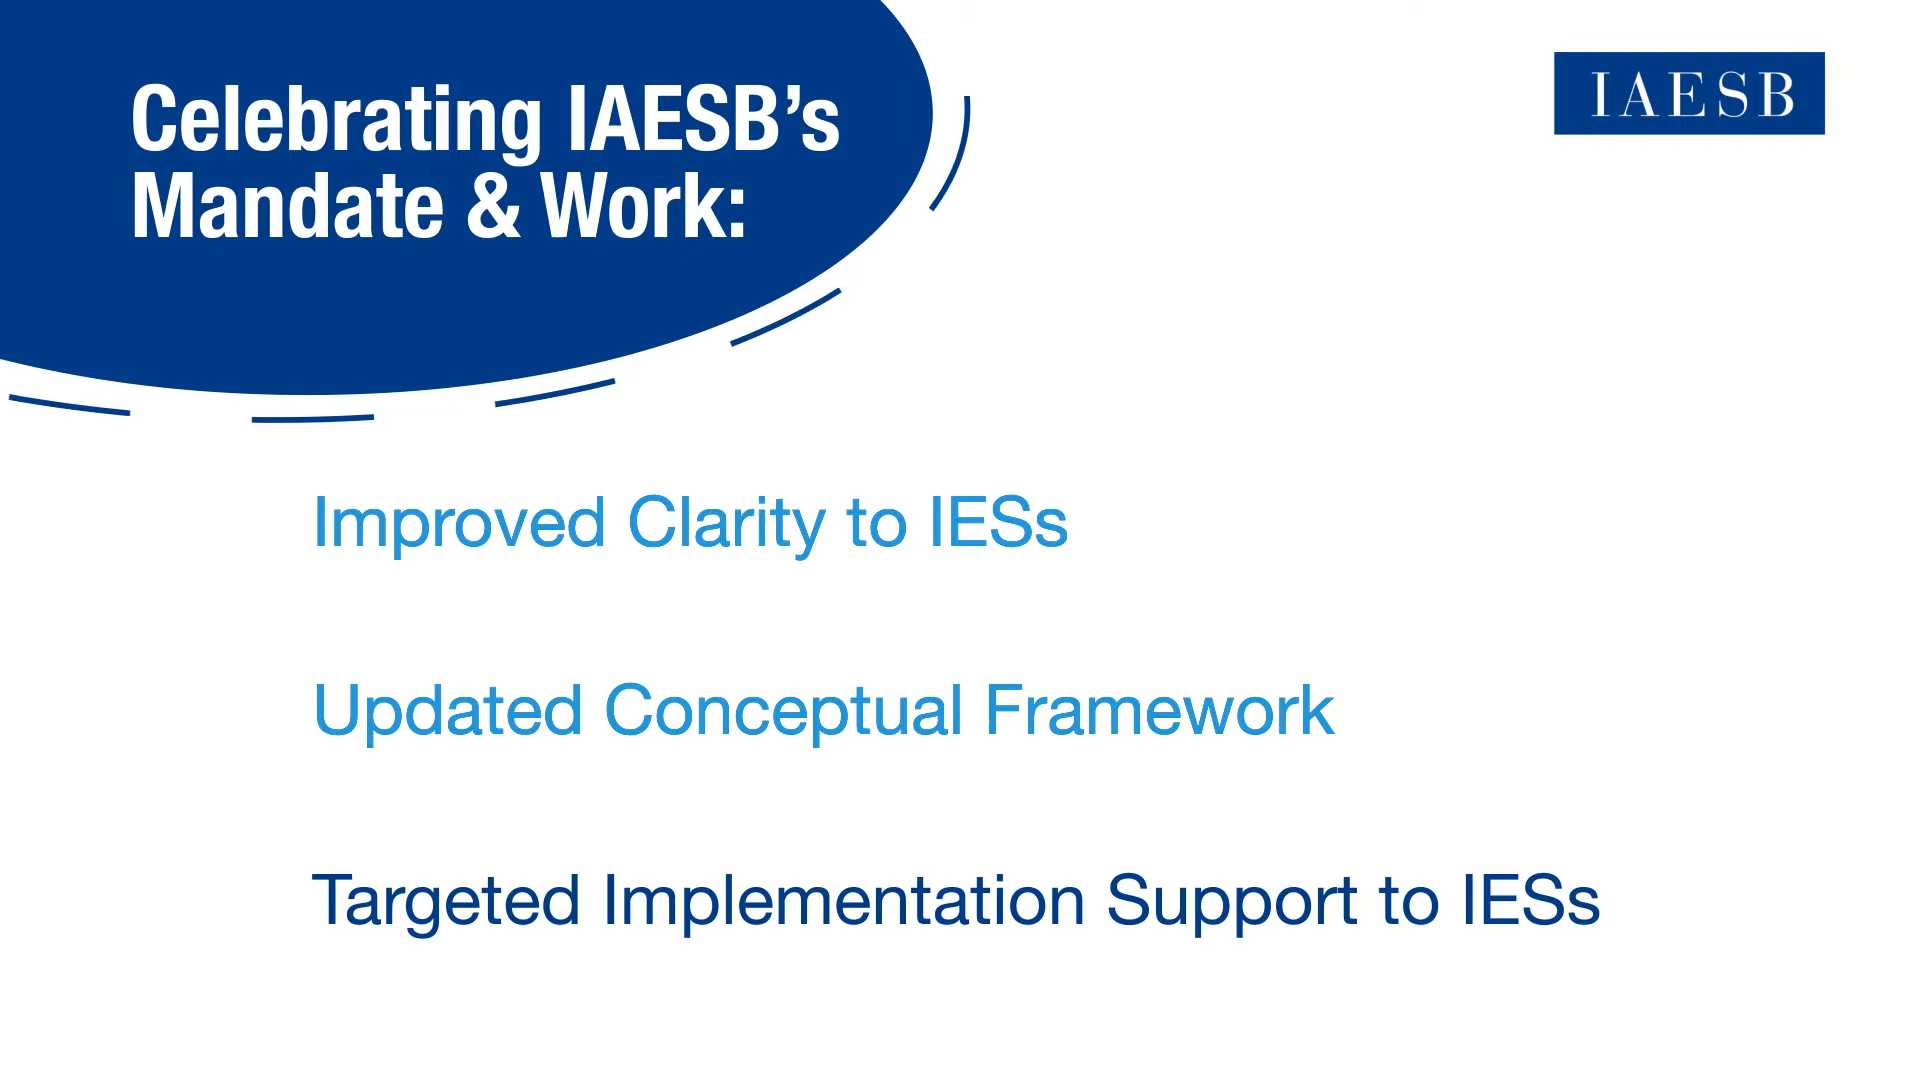 Celebrating IAESB’s
Mandate & Work:
IAESB
Improved Clarity to IESs
Updated Conceptual Framework
Targeted Implementation Support to IESs